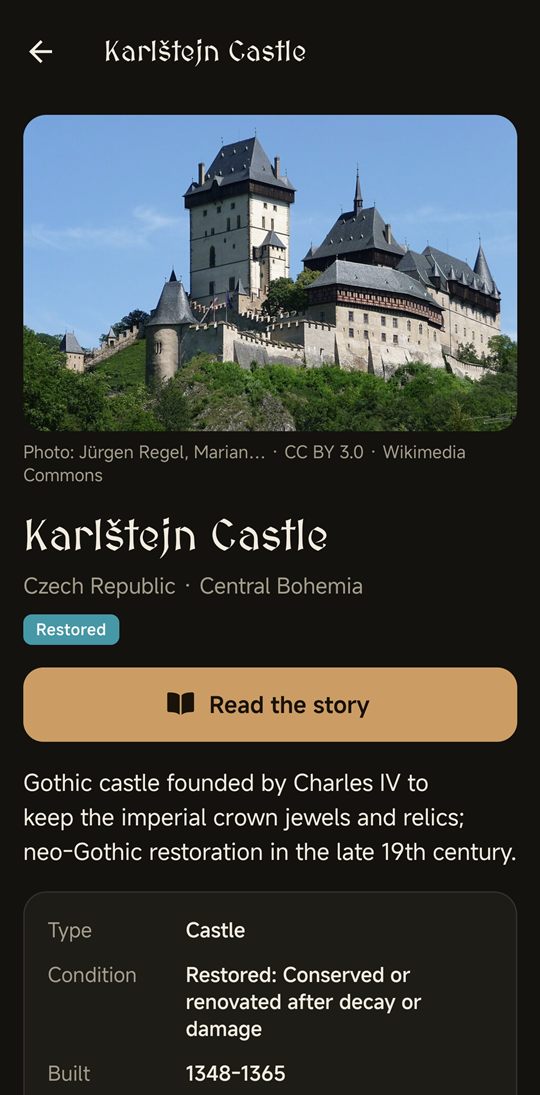 Karlštejn Castle
Photo: Jürgen Regel, Marian… · CC BY 3.0 · Wikimedia
Commons
Karlštejn Castle
Czech Republic · Central Bohemia
Restored
Read the story
Gothic castle founded by Charles IV to
keep the imperial crown jewels and relics;
neo-Gothic restoration in the late 19th century.
Type Castle
Condition Restored: Conserved or
renovated after decay or
damage
Built 1348-1365